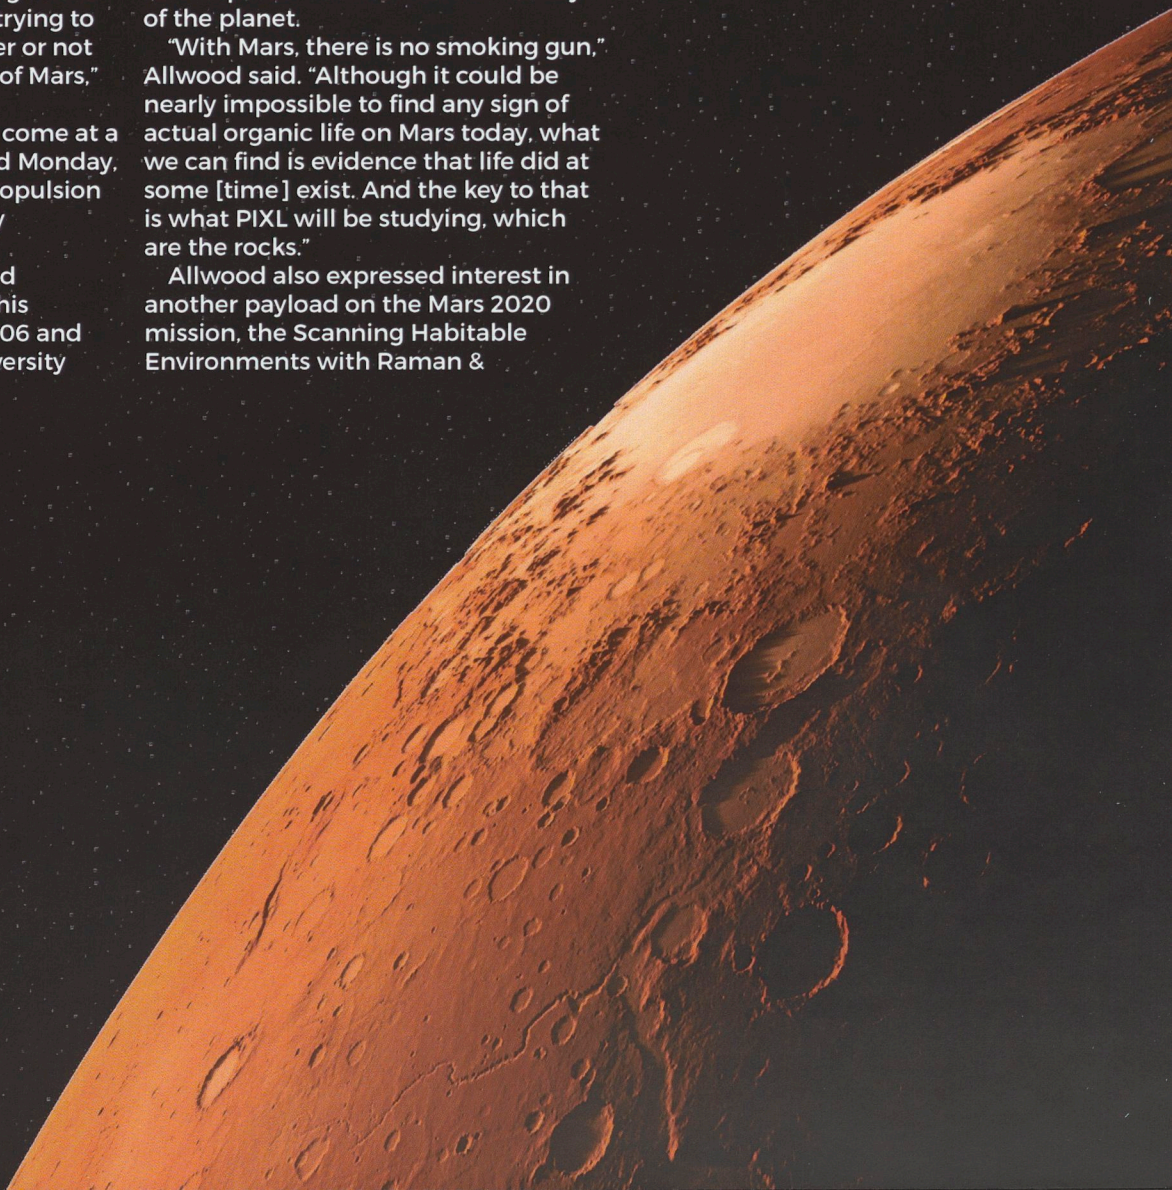 trying to
er or not
of Mars,"
come at a
d Monday,
opulsion
y
d
his
06 and
versity
of the planet.
“With Mars, there is no smoking gun,”
Allwood said. “Although it could be
nearly impossible to find any sign of
actual organic life on Mars today, what
we can find is evidence that life did at
some [time] exist. And the key to that
is what PIXL will be studying, which
are the rocks.”
Allwood also expressed interest in
another payload on the Mars 2020
mission, the Scanning Habitable
Environments with Raman &